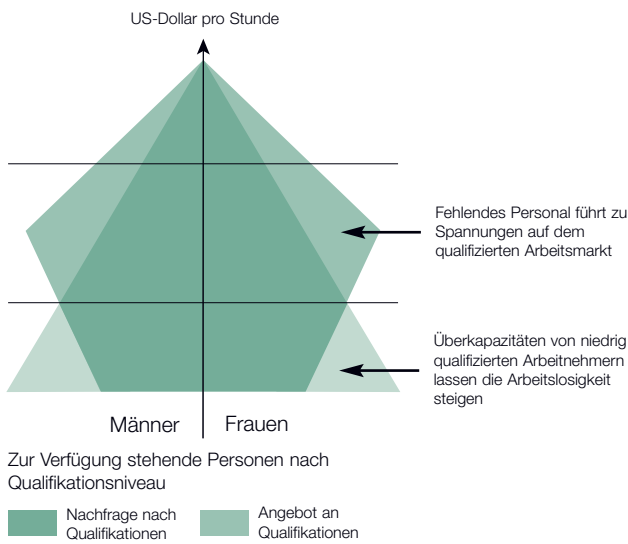 US-Dollar pro Stunde
Fehlendes Personal führt zu
Spannungen auf dem
qualifizierten Arbeitsmarkt
Überkapazitäten von niedrig
qualifizierten Arbeitnehmern
lassen die Arbeitslosigkeit
steigen
Männer
Frauen
Zur Verfügung stehende Personen nach
Qualifikationsniveau
Nachfrage nach
Qualifikationen
Angebot an
Qualifikationen